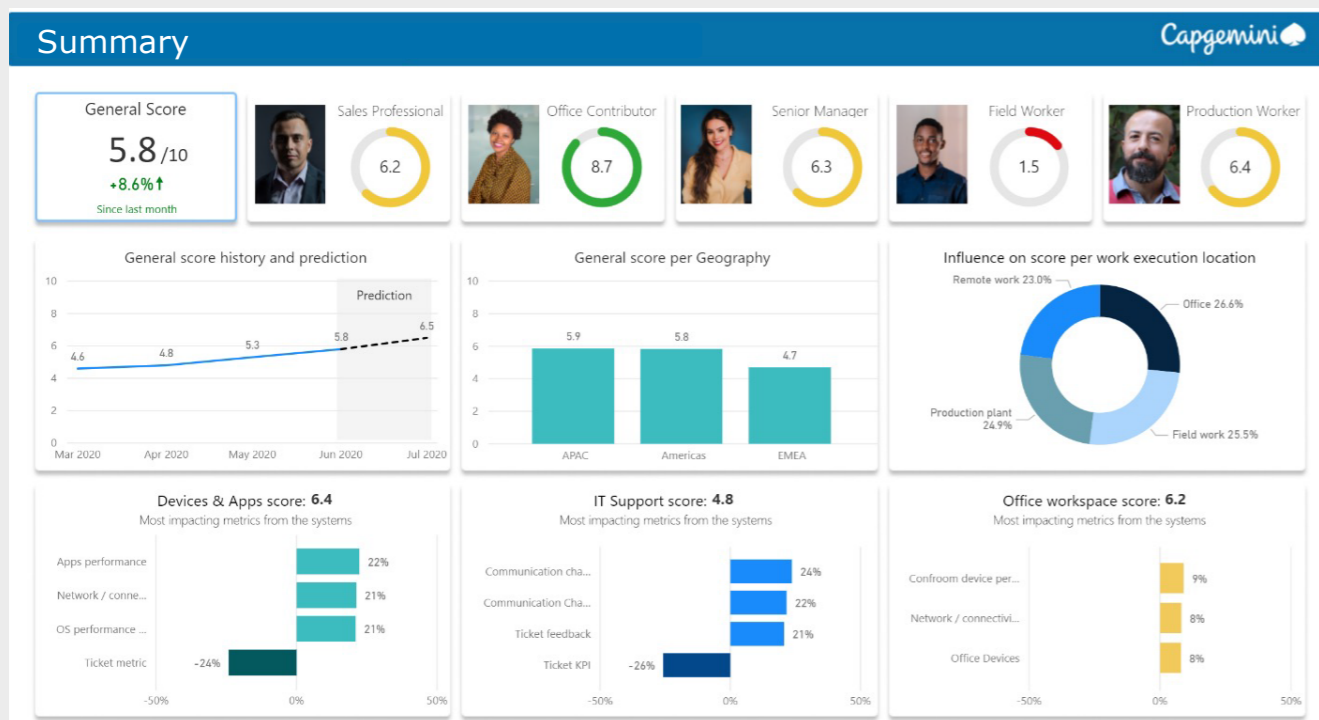 Summary
Capgemini
General Score
5.8 /10
+8.6%
Since last month
Sales Professional
6.2
Office Contributor
8.7
Senior Manager
6.3
Field Worker
1.5
Production Worker
6.4
General score history and prediction
10
8
6
4
2
0
Prediction
4.6
4.8
5.3
5.8
6.5
Mar 2020
Apr 2020
May 2020
Jun 2020
Jul 2020
General score per Geography
10
8
6
4
2
0
5.9
5.8
4.7
APAC
Americas
EMEA
Influence on score per work execution location
Remote work 23.0%
Office 26.6%
Production plant
24.9%
Field work 25.5%
Devices & Apps score: 6.4
Most impacting metrics from the systems
Apps performance
22%
Network / conne...
21%
OS performance ...
21%
Ticket metric
-24%
-50%
0%
50%
IT Support score: 4.8
Most impacting metrics from the systems
Communication cha...
24%
Communication Cha...
22%
Ticket feedback
21%
Ticket KPI
-26%
-50%
0%
50%
Office workspace score: 6.2
Most impacting metrics from the systems
Confroom device per...
9%
Network / connectivi...
8%
Office Devices
8%
-50%
0%
50%